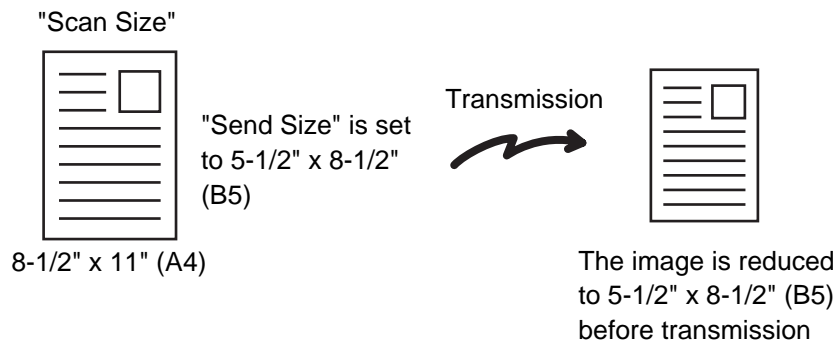 "Scan Size"
8-1/2" x 11" (A4)
"Send Size" is set
to 5-1/2" x 8-1/2"
(B5)
Transmission
The image is reduced
to 5-1/2" x 8-1/2" (B5)
before transmission